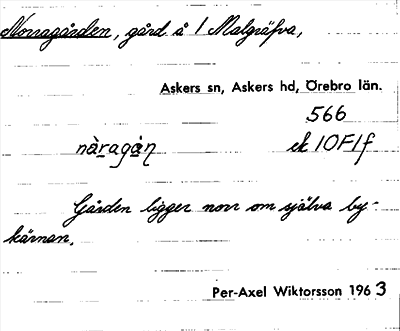 Norragården, gård å 1 Malgräfva,
Askers sn, Askers hd, Örebro län.
566
nàragån̥ ek 10F1f
Gården ligger norr om själva by-
kärnan.
Per-Axel Wiktorsson 1963